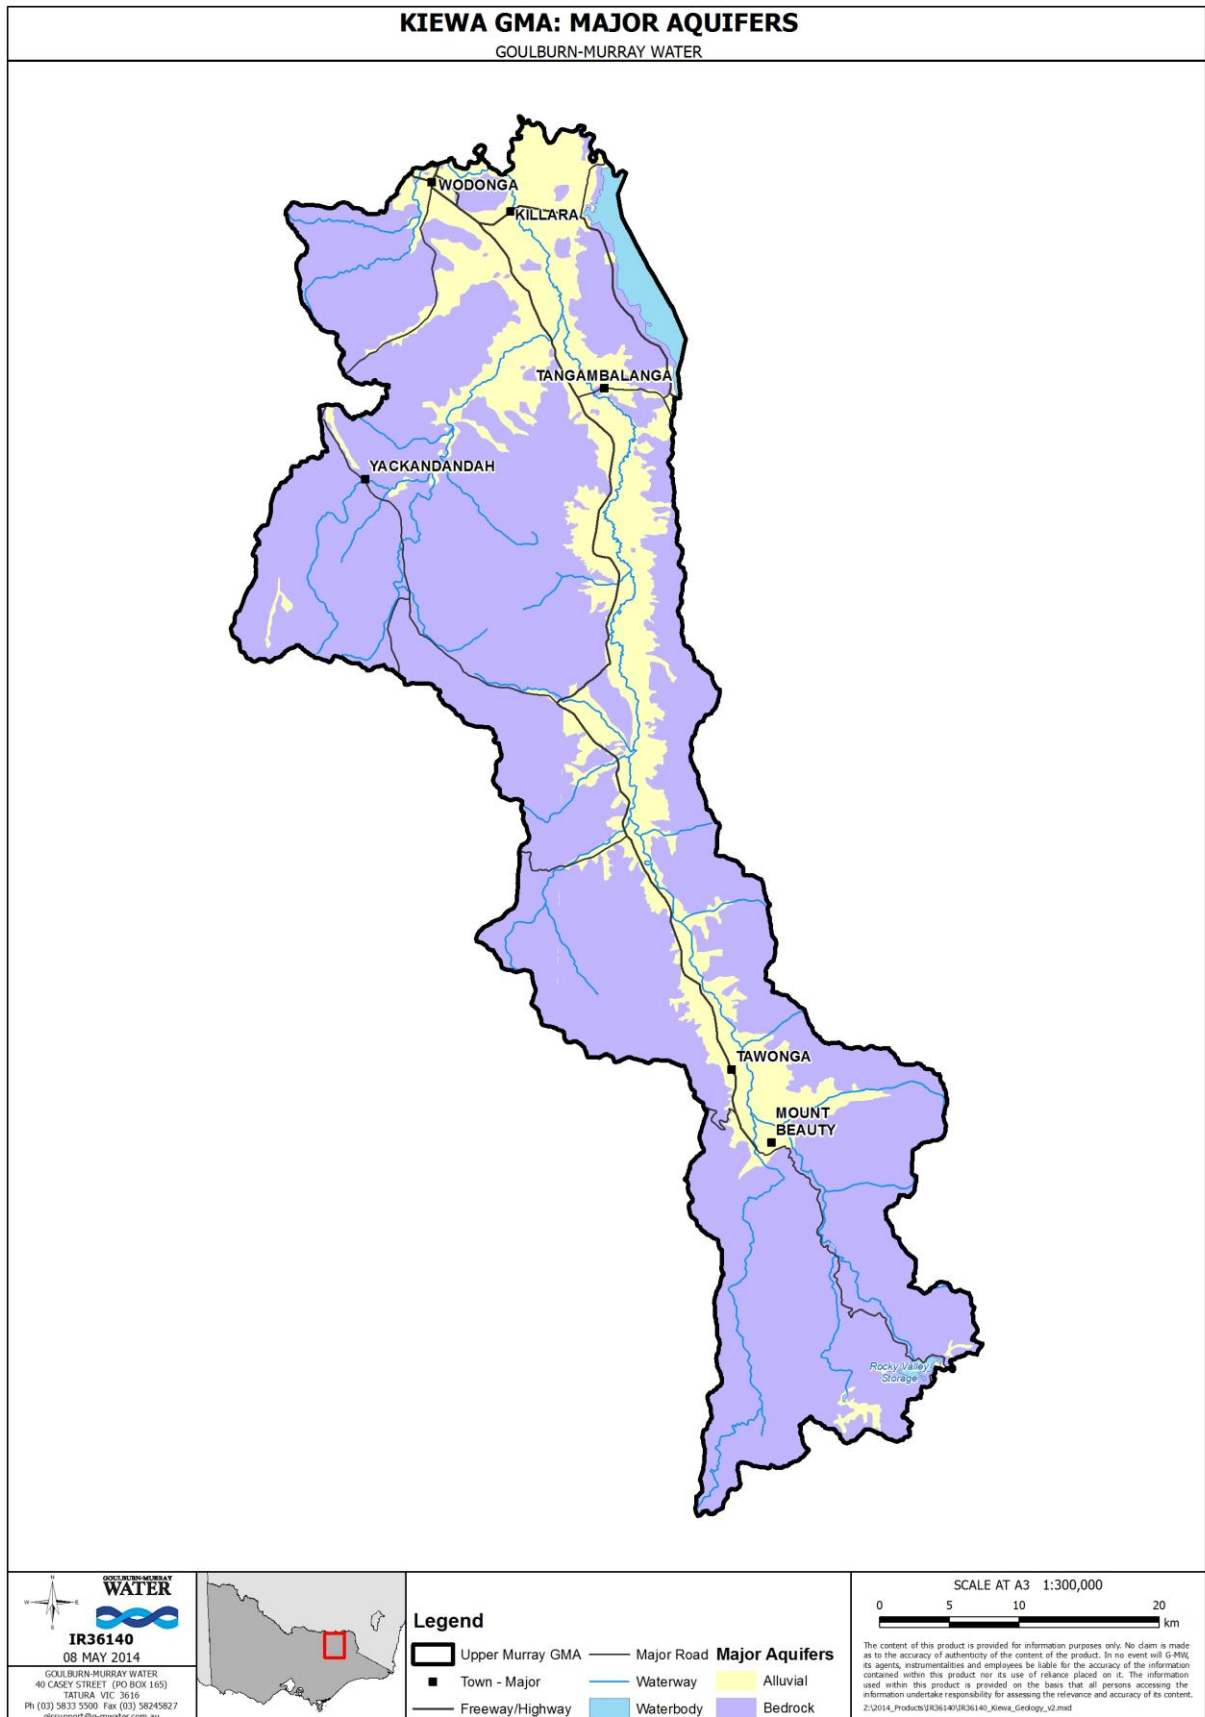 KIEWA GMA: MAJOR AQUIFERS
GOULBURN-MURRAY WATER
WODONGA
KILLARA
TANGAMBALANGA
YACKANDANDAH
TAWONGA
MOUNT
BEAUTY
Rocky Valley
Storage
N
W
E
S
GOULBURN-MURRAY
WATER
IR36140
08 MAY 2014
GOULBURN-MURRAY WATER
40 CASEY STREET (PO BOX 165)
TATURA VIC 3616
Ph (03) 5833 5500 Fax (03) 58245827
gissupport@g-mwater.com.au
Legend
Upper Murray GMA
Town - Major
Freeway/Highway
Major Road
Waterway
Waterbody
Major Aquifers
Alluvial
Bedrock
SCALE AT A3 1:300,000
0 5 10 20
km
The content of this product is provided for information purposes only. No claim is made
as to the accuracy of authenticity of the content of the product. In no event will G-MW,
its agents, instrumentalities and employees be liable for the accuracy of the information
contained within this product nor its use of reliance placed on it. The information
used within this product is provided on the basis that all persons accessing the
information undertake responsibility for assessing the relevance and accuracy of its content.
Z:\2014_Products\IR36140\IR36140_Kiewa_Geology_v2.mxd